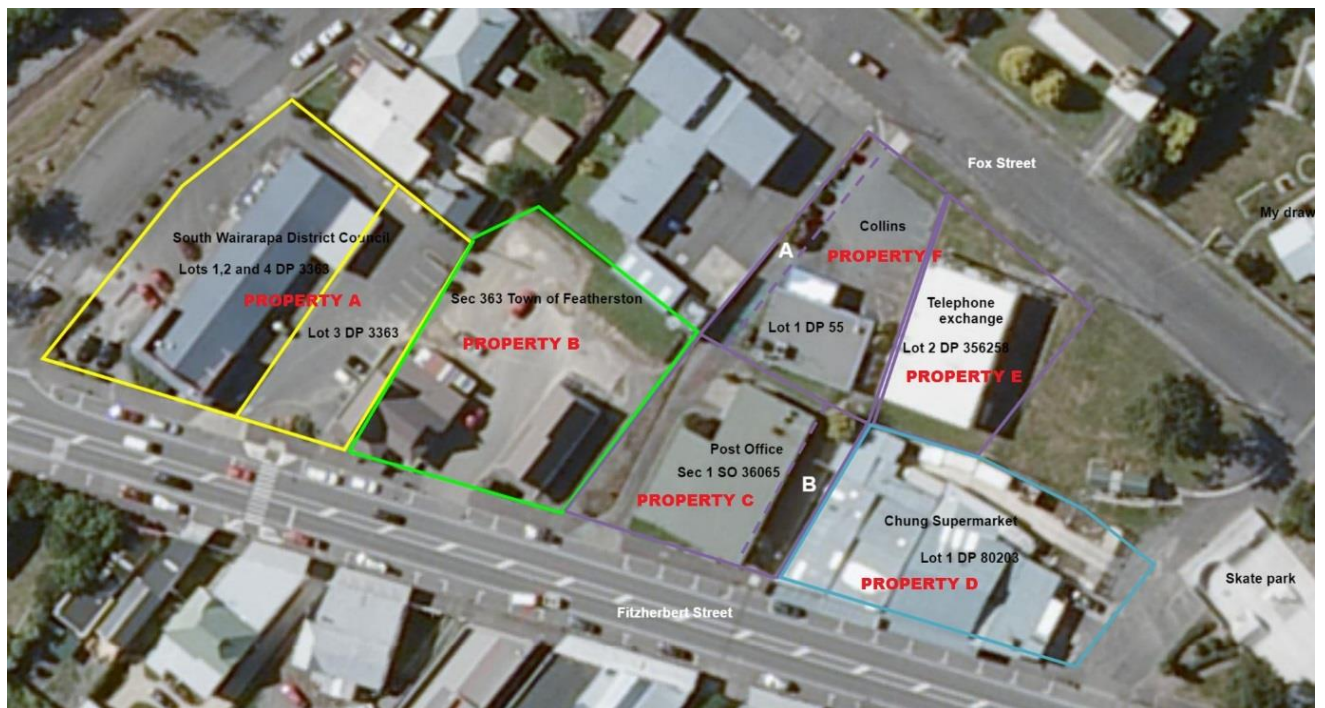 Fox Street
My draw
Collins
A
PROPERTY F
South Wairarapa District Council
Lots 1,2 and 4 DP 3363
PROPERTY A
Lot 3 DP 3363
Sec 363 Town of Featherston
PROPERTY B
Lot 1 DP 55
Telephone
exchange
Lot 2 DP 356258
PROPERTY E
Post Office
Sec 1 SO 36065
PROPERTY C
B
Chung Supermarket
Lot 1 DP 80203
PROPERTY D
Skate park
Fitzherbert Street